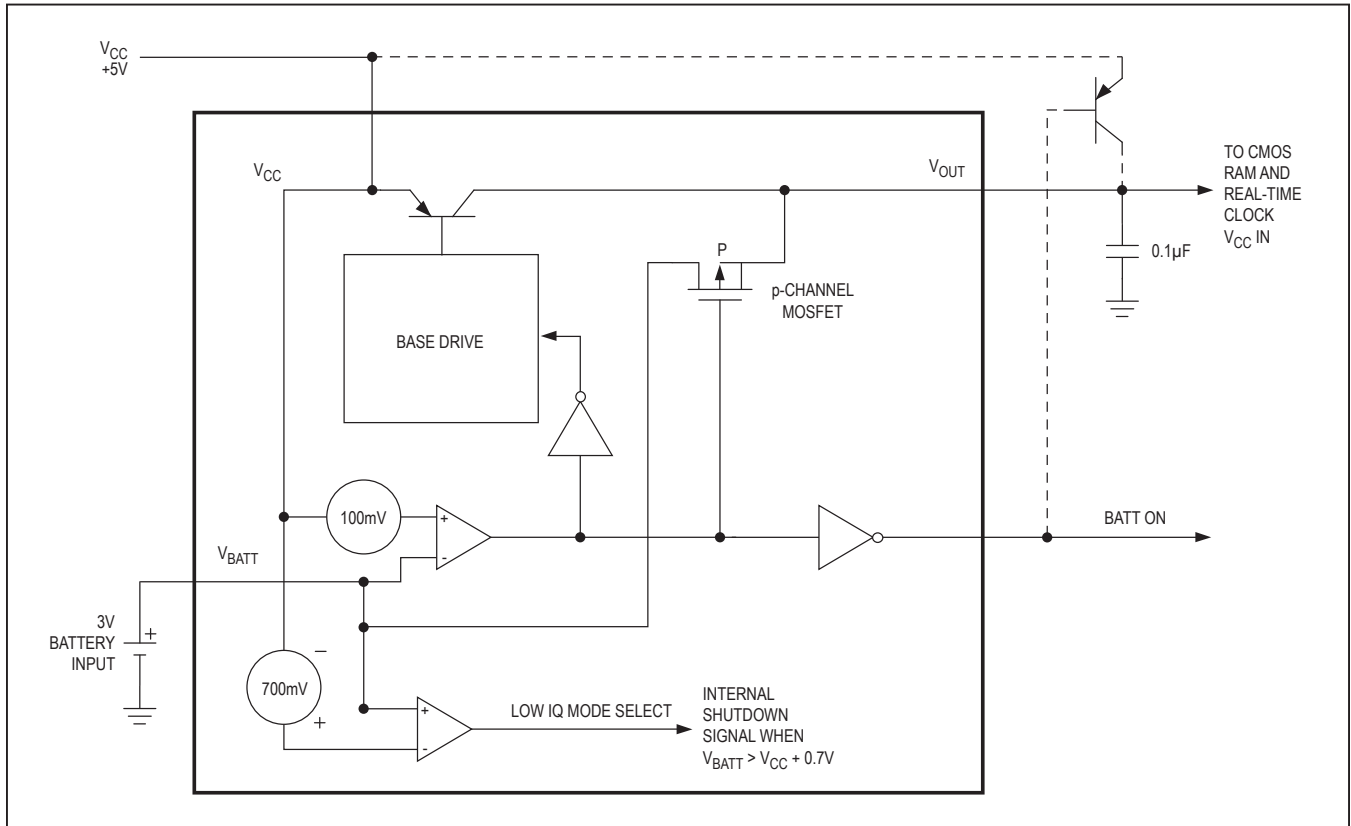 VCC
+5V
VCC
VOUT
TO CMOS
RAM AND
REAL-TIME
CLOCK
VCC IN
P
0.1µF
p-CHANNEL
MOSFET
BASE DRIVE
100mV
+
-
BATT ON
VBATT
3V
BATTERY
INPUT
+
700mV
−
+
+
-
LOW IQ MODE SELECT
INTERNAL
SHUTDOWN
SIGNAL WHEN
VBATT > VCC + 0.7V